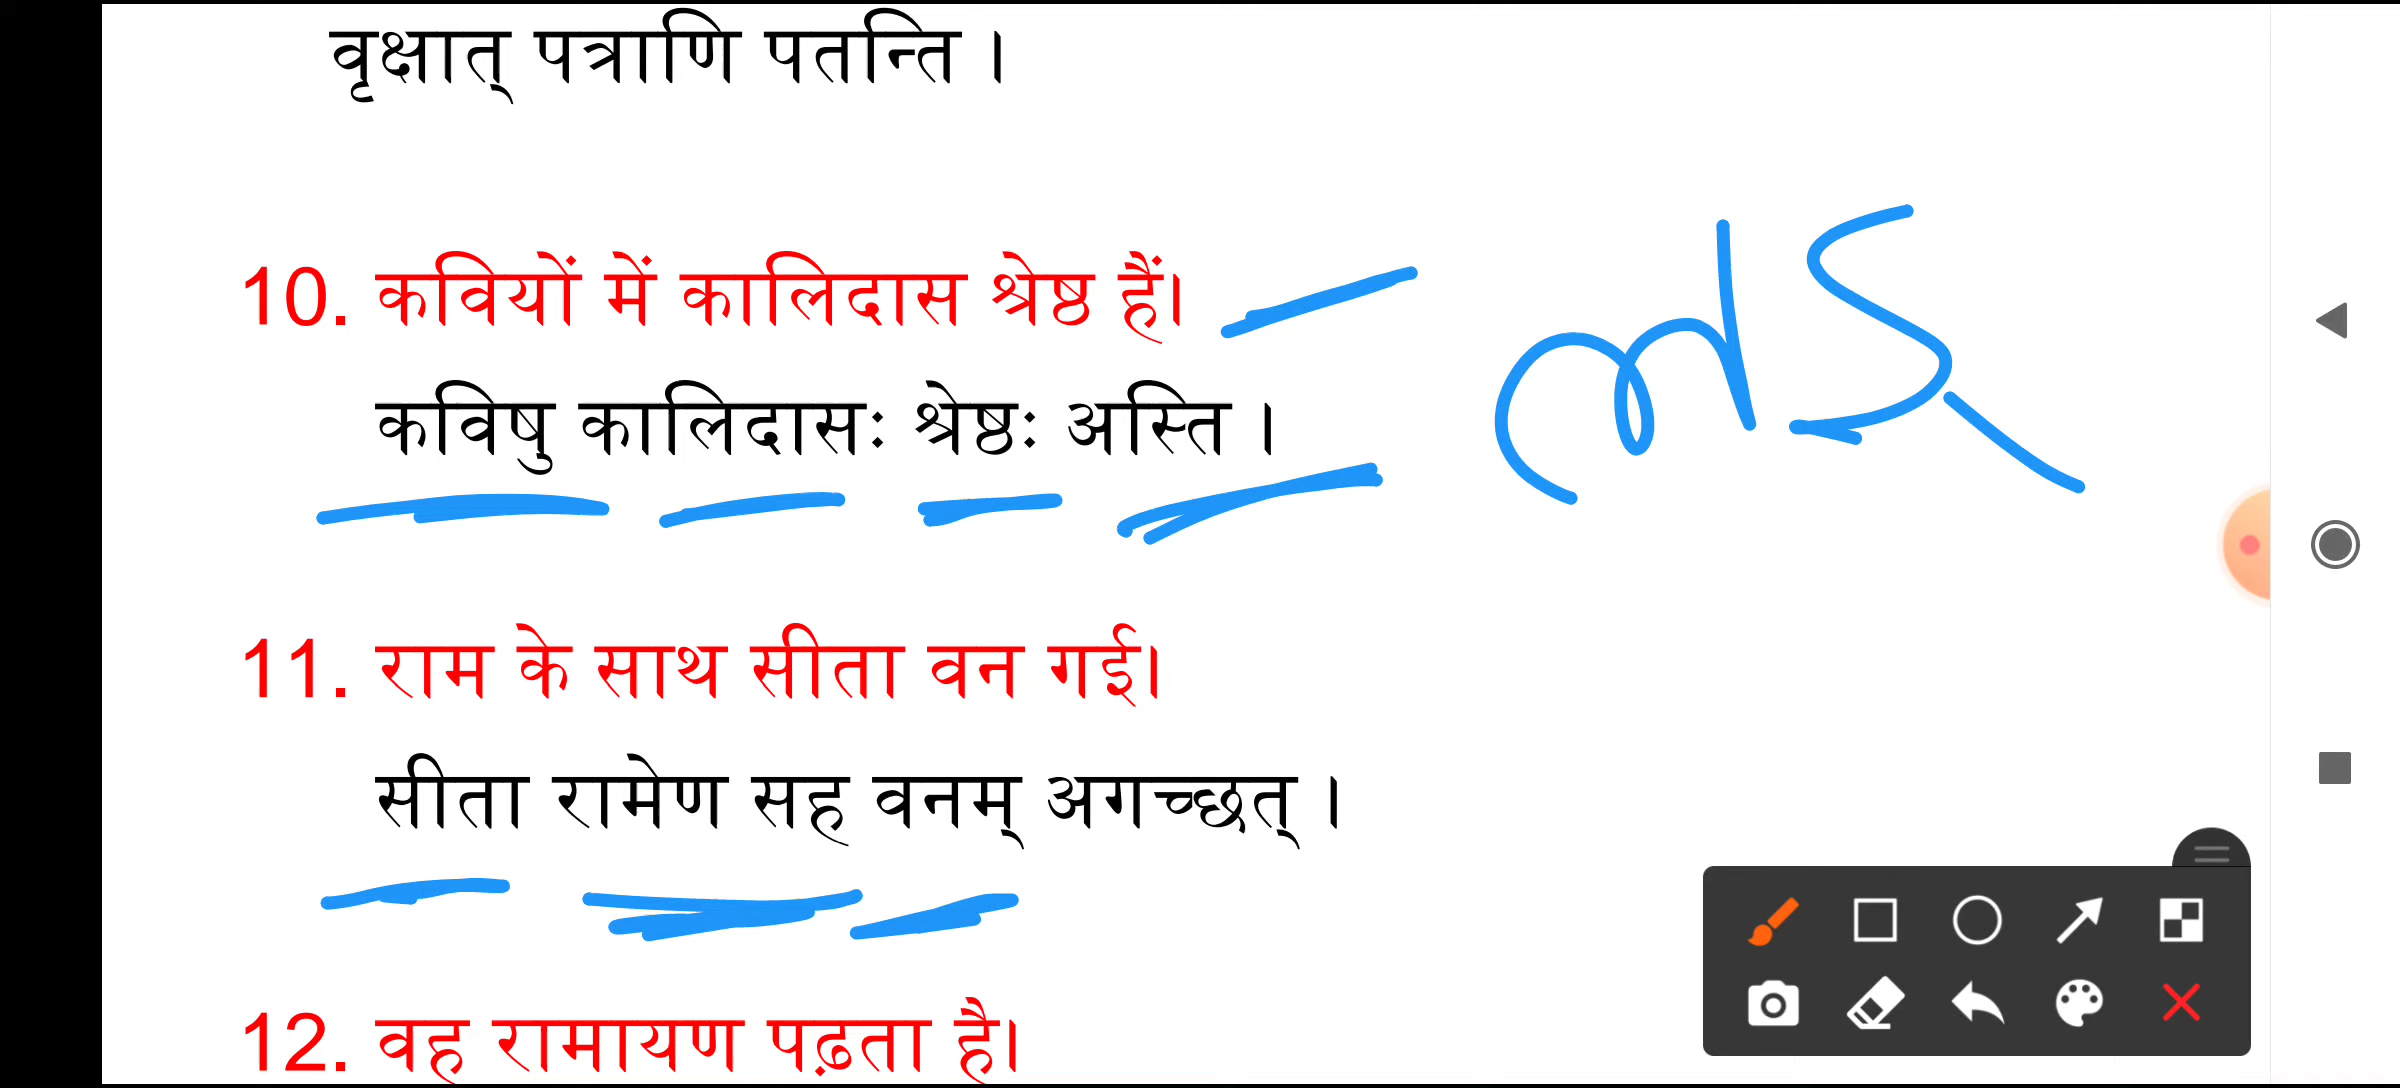 वृक्षात् पत्राणि पतन्ति ।
10. कवियों में कालिदास श्रेष्ठ हैं।
कविषु कालिदासः श्रेष्ठः अस्ति ।
11. राम के साथ सीता वन गई।
सीता रामेण सह वनम् अगच्छत् ।
12. वह रामायण पढ़ता है।